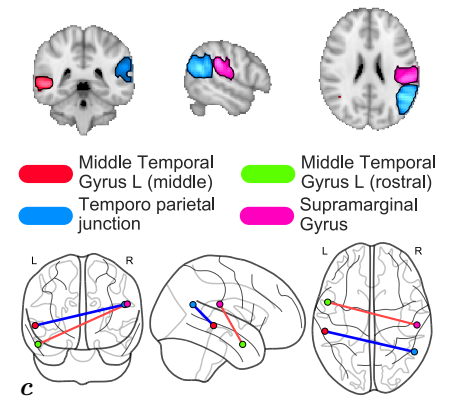 Middle Temporal
Gyrus L (middle)
Middle Temporal
Gyrus L (rostral)
Temporo parietal
junction
Supramarginal
Gyrus
L R
L R
c